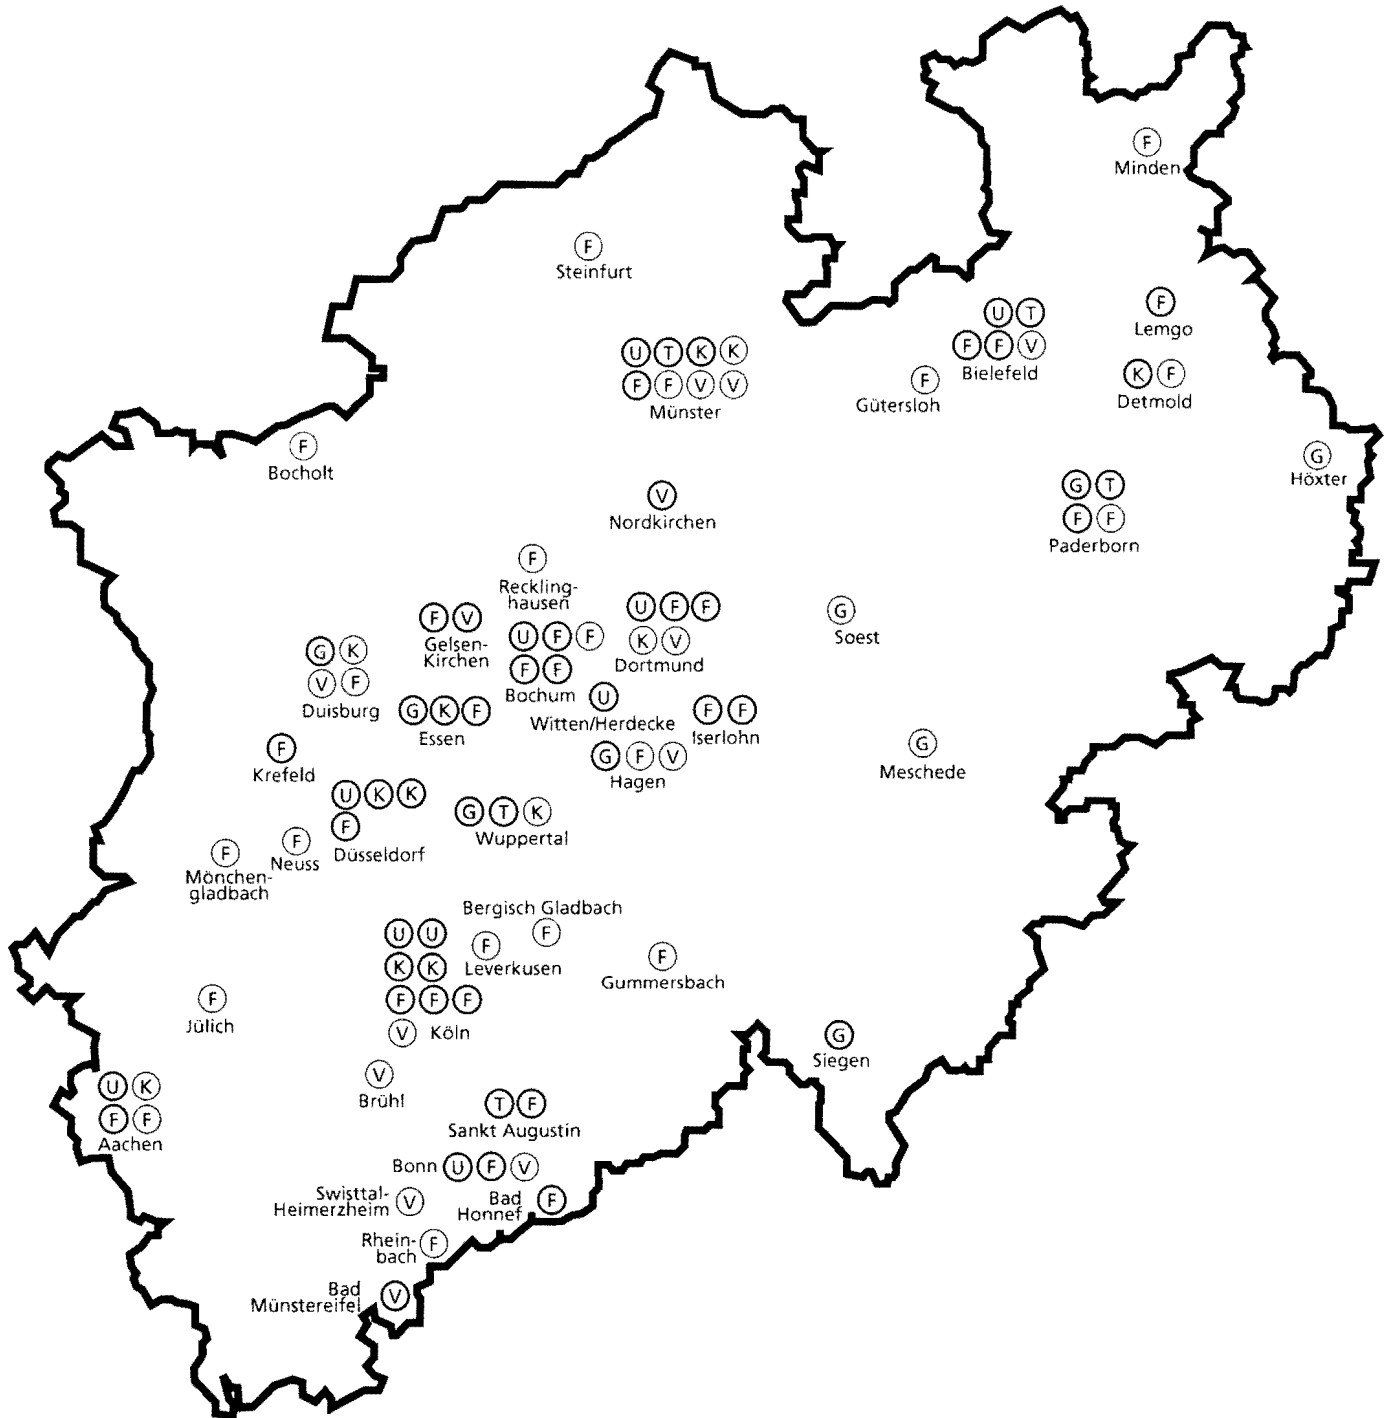 F
Minden
F
Steinfurt
F
Lemgo
U T
F F V
Bielefeld
U T K K
F F V V
Münster
F
Gütersloh
K F
Detmold
F
Bocholt
G
Höxter
V
Nordkirchen
G T
F F
Paderborn
F
Reckling-
hausen
F V
Gelsen-
Kirchen
U F F
F F
Bochum
U F F
K V
Dortmund
G
Soest
G K
V F
Duisburg
G K F
Essen
U
Witten/Herdecke
F F
Iserlohn
G F V
Hagen
G
Meschede
F
Krefeld
U K K
F
Düsseldorf
G T K
Wuppertal
F
Neuss
F
Mönchen-
gladbach
Bergisch Gladbach
F
F
Leverkusen
U U
K K
F F F
V Köln
F
Gummersbach
F
Jülich
G
Siegen
V
Brühl
U K
F F
Aachen
T F
Sankt Augustin
Bonn U F V
Swisttal-
Heimerzheim V
Bad
Honnef F
Rhein-
bach F
Bad
Münstereifel V